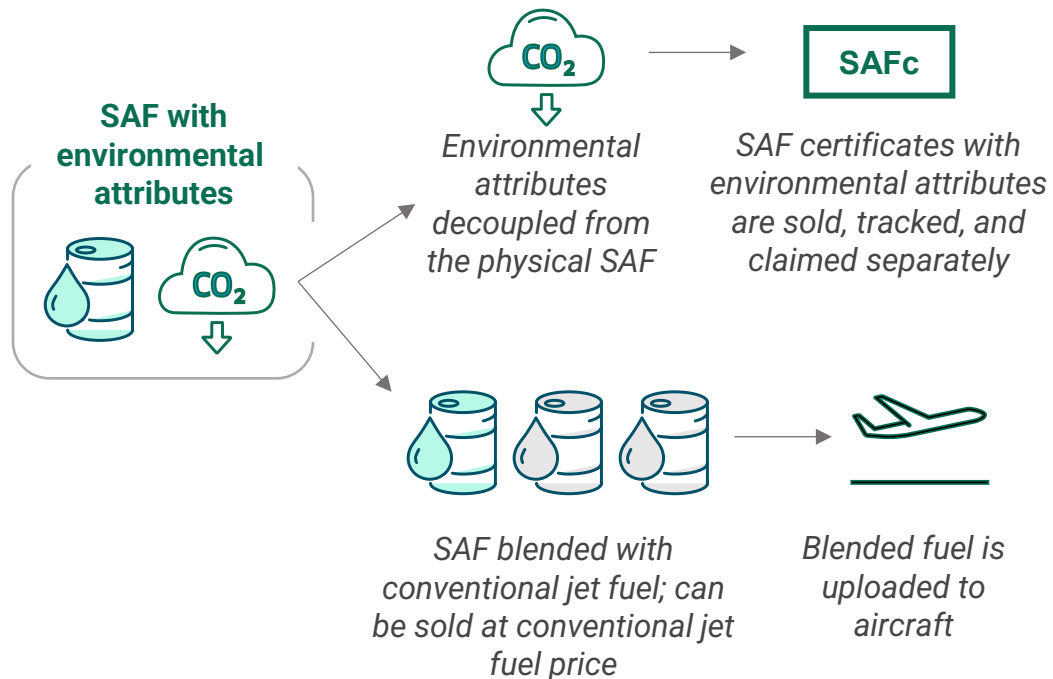 SAF with
environmental
attributes
CO₂
CO₂
Environmental
attributes
decoupled from
the physical SAF
SAFc
SAF certificates with
environmental attributes
are sold, tracked, and
claimed separately
SAF blended with
conventional jet fuel; can
be sold at conventional jet
fuel price
Blended fuel is
uploaded to
aircraft